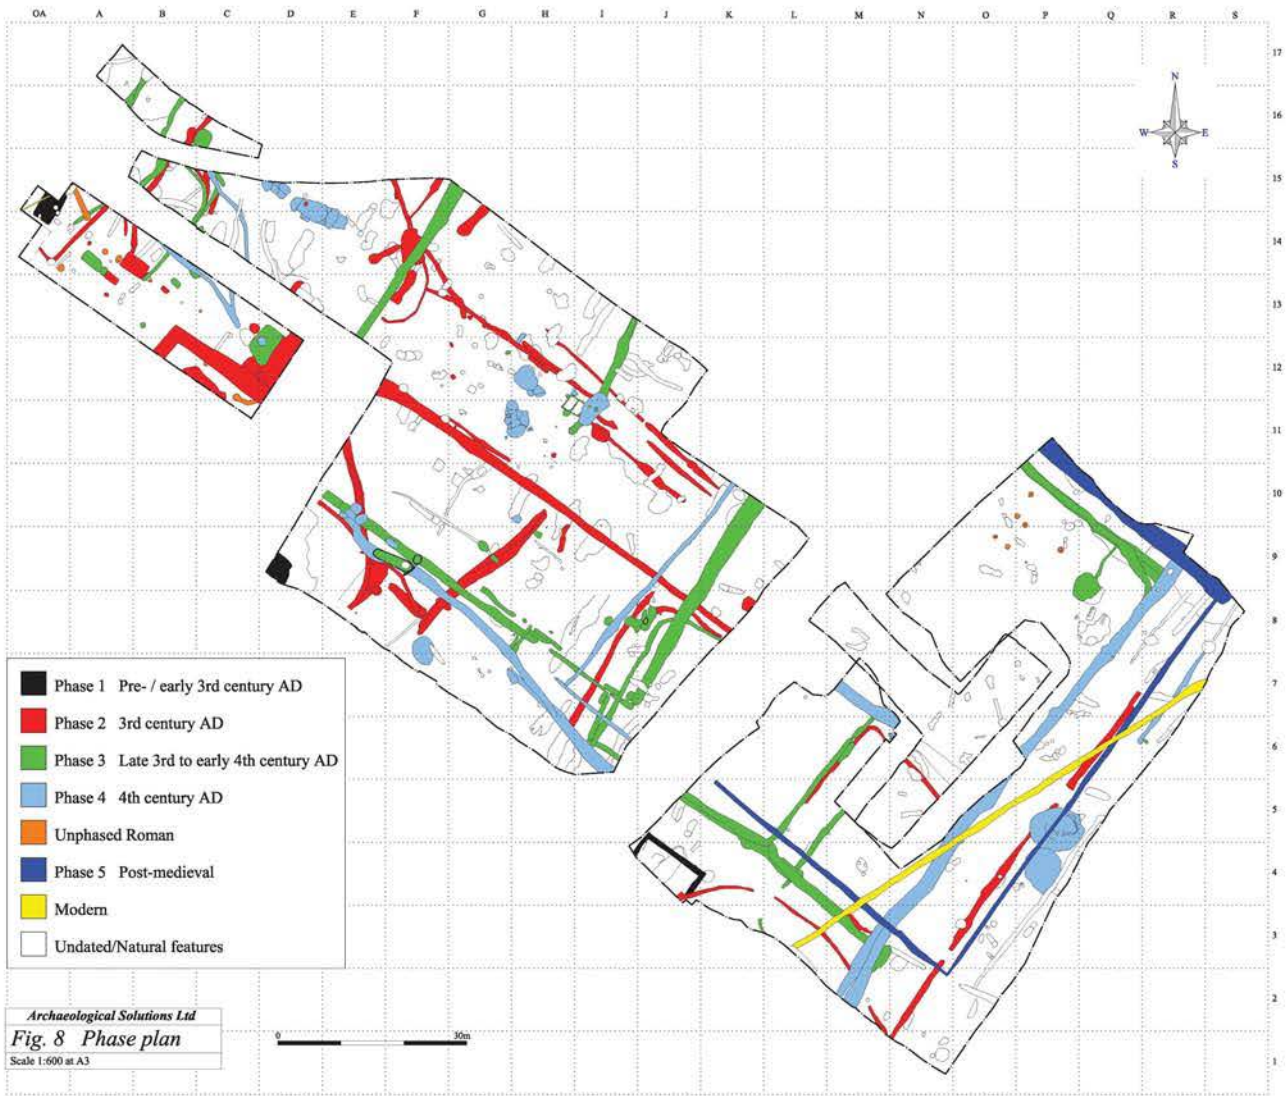 OA A B C D E F G H I J K L M N O P Q R S
17
N
16
W E
S
15
14
13
12
11
10
9
8
7
6
5
4
3
2
1
Phase 1 Pre- / early 3rd century AD
Phase 2 3rd century AD
Phase 3 Late 3rd to early 4th century AD
Phase 4 4th century AD
Unphased Roman
Phase 5 Post-medieval
Modern
Undated/Natural features
Archaeological Solutions Ltd
Fig. 8 Phase plan
Scale 1:600 at A3
0 30m